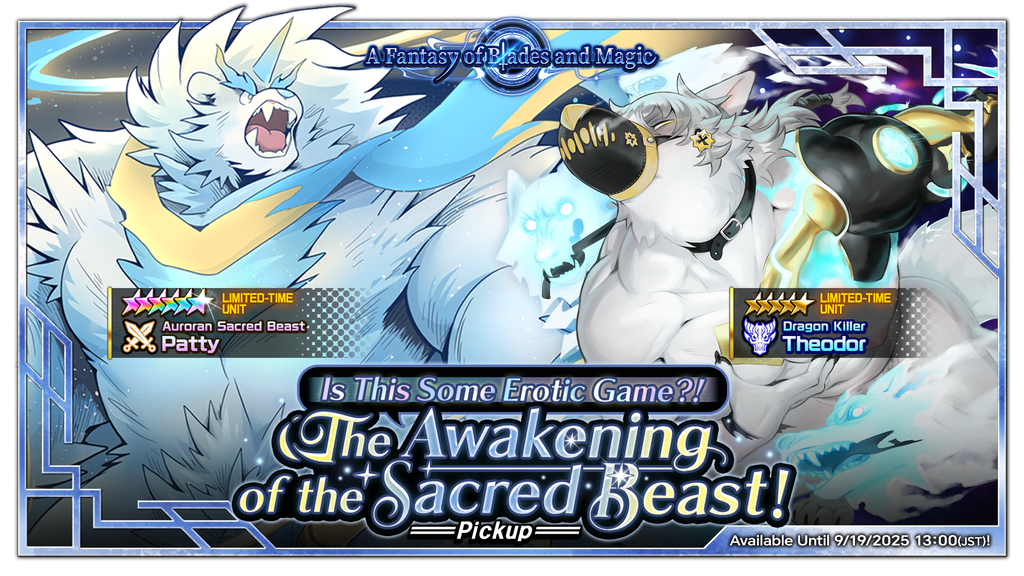 A Fantasy of Blades and Magic
LIMITED-TIME
UNIT
Auroran Sacred Beast
Patty
LIMITED-TIME
UNIT
Dragon Killer
Theodor
Is This Some Erotic Game?!
The Awakening
of the Sacred Beast!
Pickup
Available Until 9/19/2025 13:00(JST)!